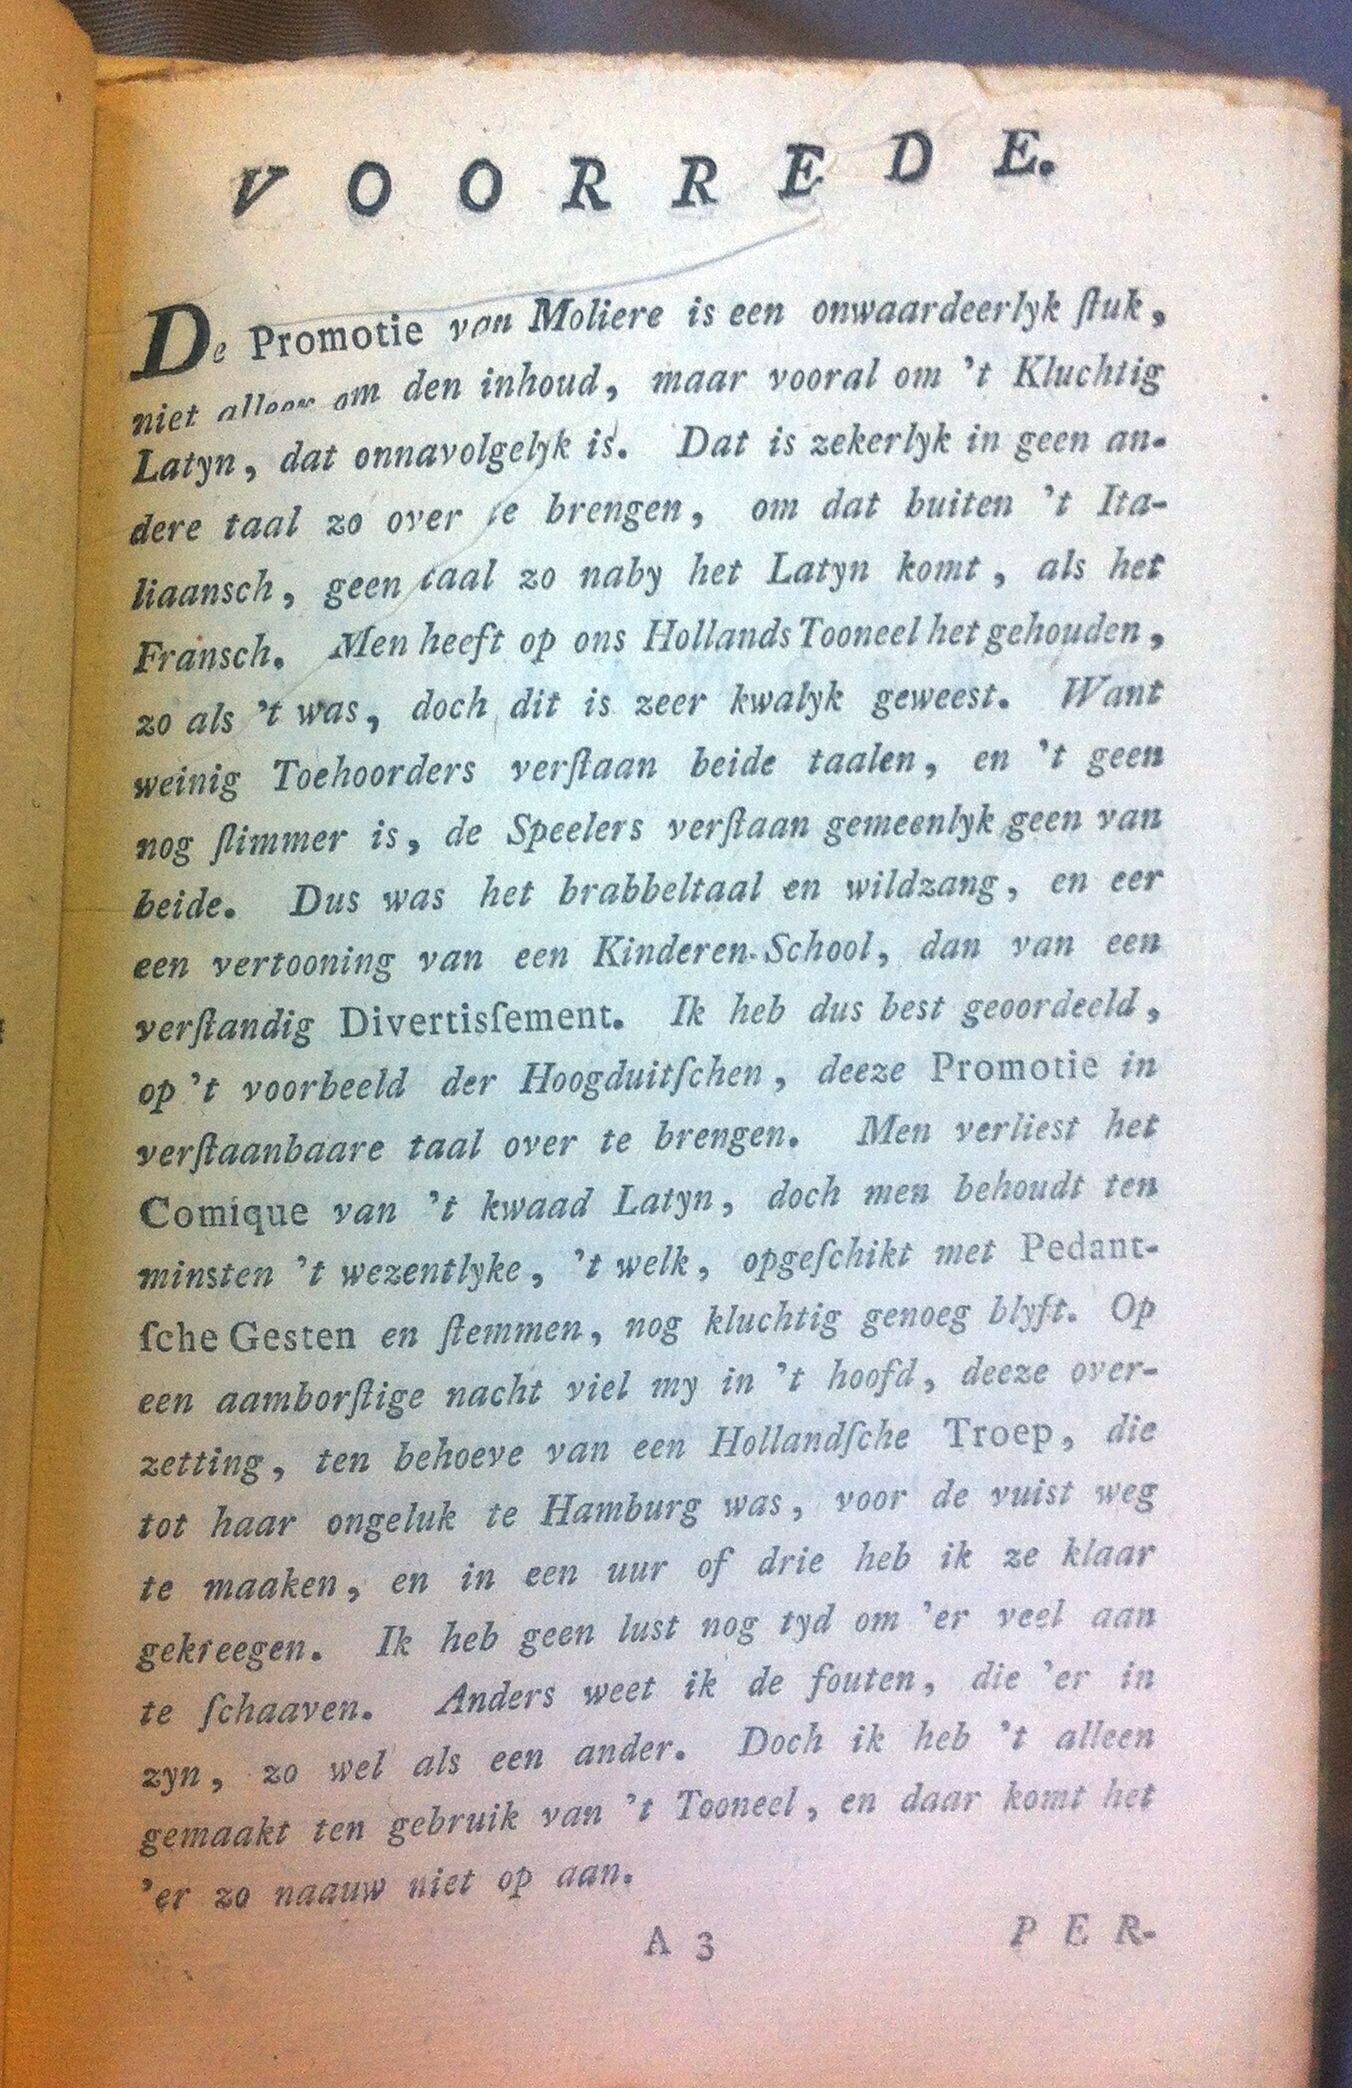 VOORREDE.
De Promotie van Moliere is een onwaardeerlyk ſtuk,
niet alleen om den inhoud, maar vooral om 't Kluchtig
Latyn, dat onnavolgelyk is. Dat is zekerlyk in geen an-
dere taal zo over te brengen, om dat buiten 't Ita-
liaansch, geen taal zo naby het Latyn komt, als het
Fransch. Men heeft op ons Hollands Tooneel het gehouden,
zo als 't was, doch dit is zeer kwalyk geweest. Want
weinig Toehoorders verſtaan beide taalen, en 't geen
nog ſlimmer is, de Speelers verſtaan gemeenlyk geen van
beide. Dus was het brabbeltaal en wildzang, en eer
een vertooning van een Kinderen-School, dan van een
verſtandig Divertisſement. Ik heb dus best geoordeeld,
op 't voorbeeld der Hoogduitſchen, deeze Promotie in
verſtaanbaare taal over te brengen. Men verliest het
Comique van 't kwaad Latyn, doch men behoudt ten
minsten 't wezentlyke, 't welk, opgeſchikt met Pedant-
ſche Gesten en ſtemmen, nog kluchtig genoeg blyft. Op
een aamborſtige nacht viel my in 't hoofd, deeze over-
zetting, ten behoeve van een Hollandſche Troep, die
tot haar ongeluk te Hamburg was, voor de vuist weg
te maaken, en in een uur of drie heb ik ze klaar
gekreegen. Ik heb geen lust nog tyd om 'er veel aan
te ſchaaven. Anders weet ik de fouten, die 'er in
zyn, zo wel als een ander. Doch ik heb 't alleen
gemaakt ten gebruik van 't Tooneel, en daar komt het
'er zo naauw niet op aan.
A 3 PER-